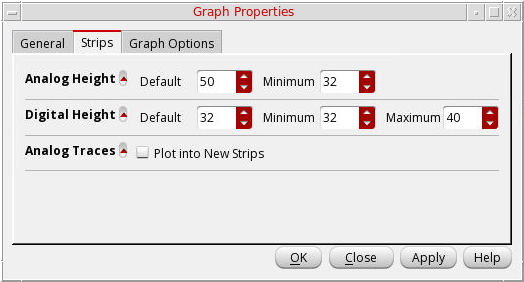 Graph Properties
General Strips Graph Options
Analog Height Default 50 Minimum 32
Digital Height Default 32 Minimum 32 Maximum 40
Analog Traces Plot into New Strips
OK Close Apply Help